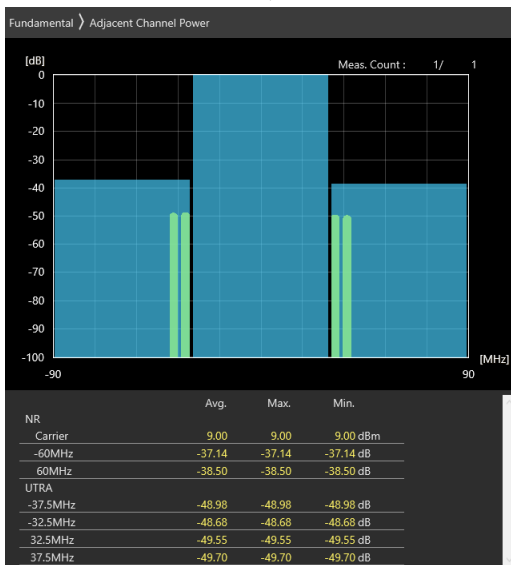 Fundamental 〉 Adjacent Channel Power
[dB]
Meas. Count : 1/ 1
0
-10
-20
-30
-40
-50
-60
-70
-80
-90
-100
[MHz]
-90 90
Avg. Max. Min.
NR
Carrier 9.00 9.00 9.00 dBm
-60MHz -37.14 -37.14 -37.14 dB
60MHz -38.50 -38.50 -38.50 dB
UTRA
-37.5MHz -48.98 -48.98 -48.98 dB
-32.5MHz -48.68 -48.68 -48.68 dB
32.5MHz -49.55 -49.55 -49.55 dB
37.5MHz -49.70 -49.70 -49.70 dB